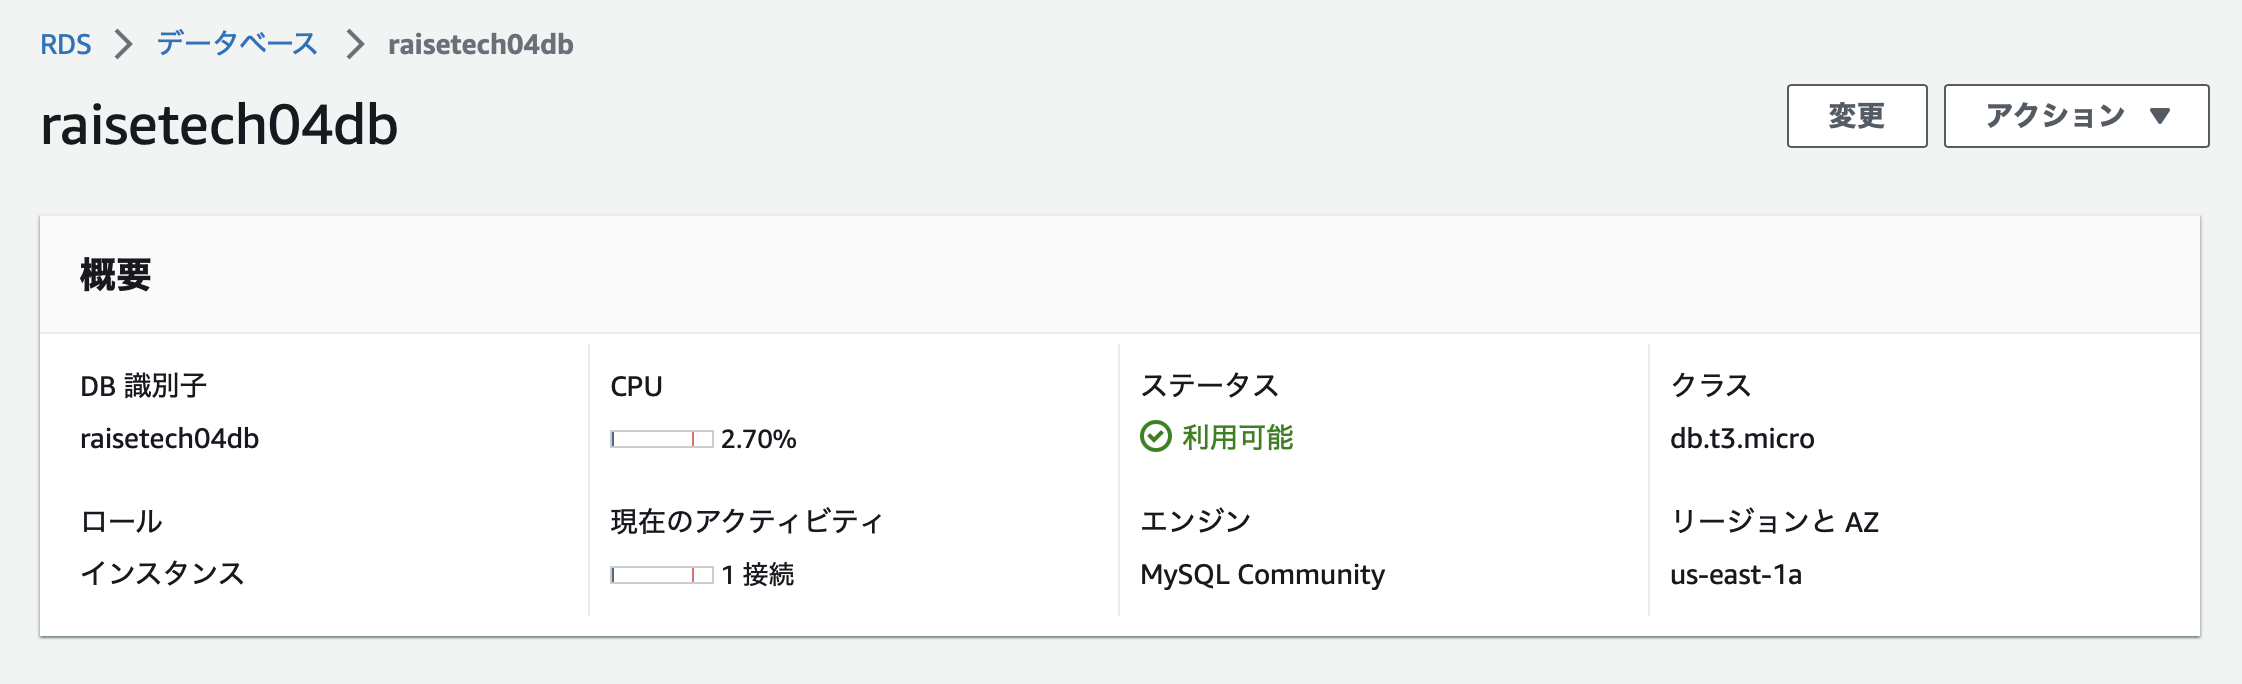 RDS > データベース > raisetech04db
raisetech04db
変更
アクション ▼
概要
DB 識別子
raisetech04db
CPU
2.70%
ステータス
利用可能
クラス
db.t3.micro
ロール
インスタンス
現在のアクティビティ
1 接続
エンジン
MySQL Community
リージョンと AZ
us-east-1a